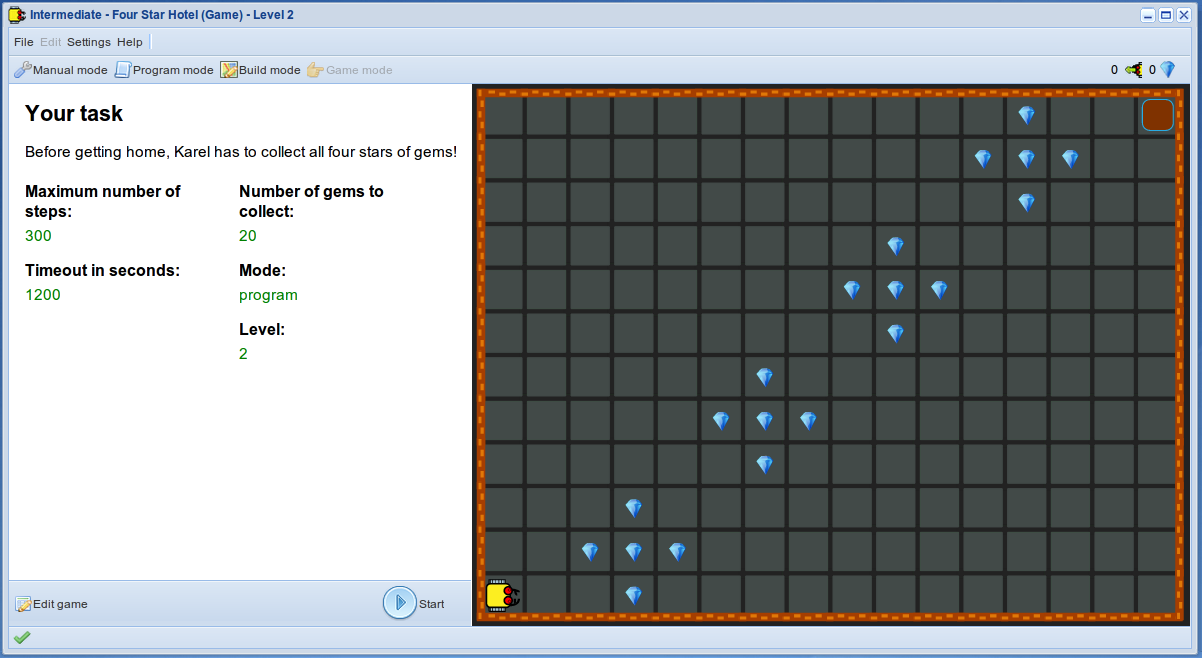 Intermediate - Four Star Hotel (Game) - Level 2
File Edit Settings Help
Manual mode Program mode Build mode Game mode 0 0
Your task
Before getting home, Karel has to collect all four stars of gems!
Maximum number of steps:
300
Number of gems to collect:
20
Timeout in seconds:
1200
Mode:
program
Level:
2
Edit game Start